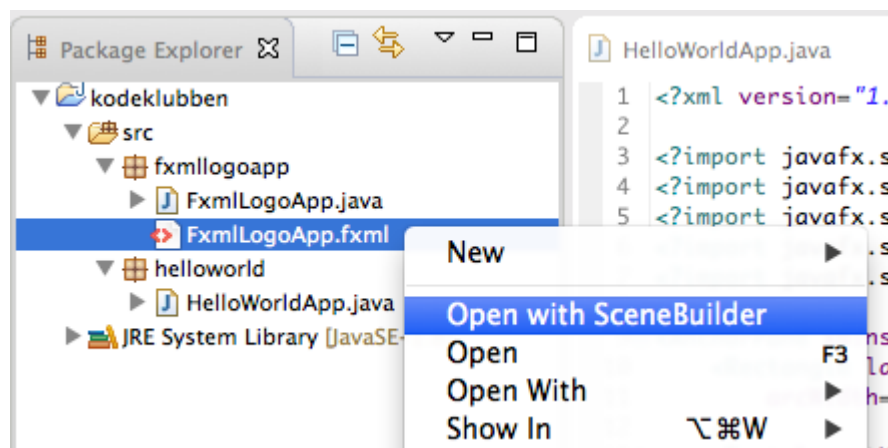 Package Explorer
kodeklubben
src
fxmllogoapp
FxmlLogoApp.java
FxmlLogoApp.fxml
helloworld
HelloWorldApp.java
JRE System Library [JavaSE-
HelloWorldApp.java
1 <?xml version="1.
2
3 <?import javafx.s
4 <?import javafx.s
5 <?import javafx.s
New
Open with SceneBuilder
Open F3
Open With
Show In ⌥⌘W